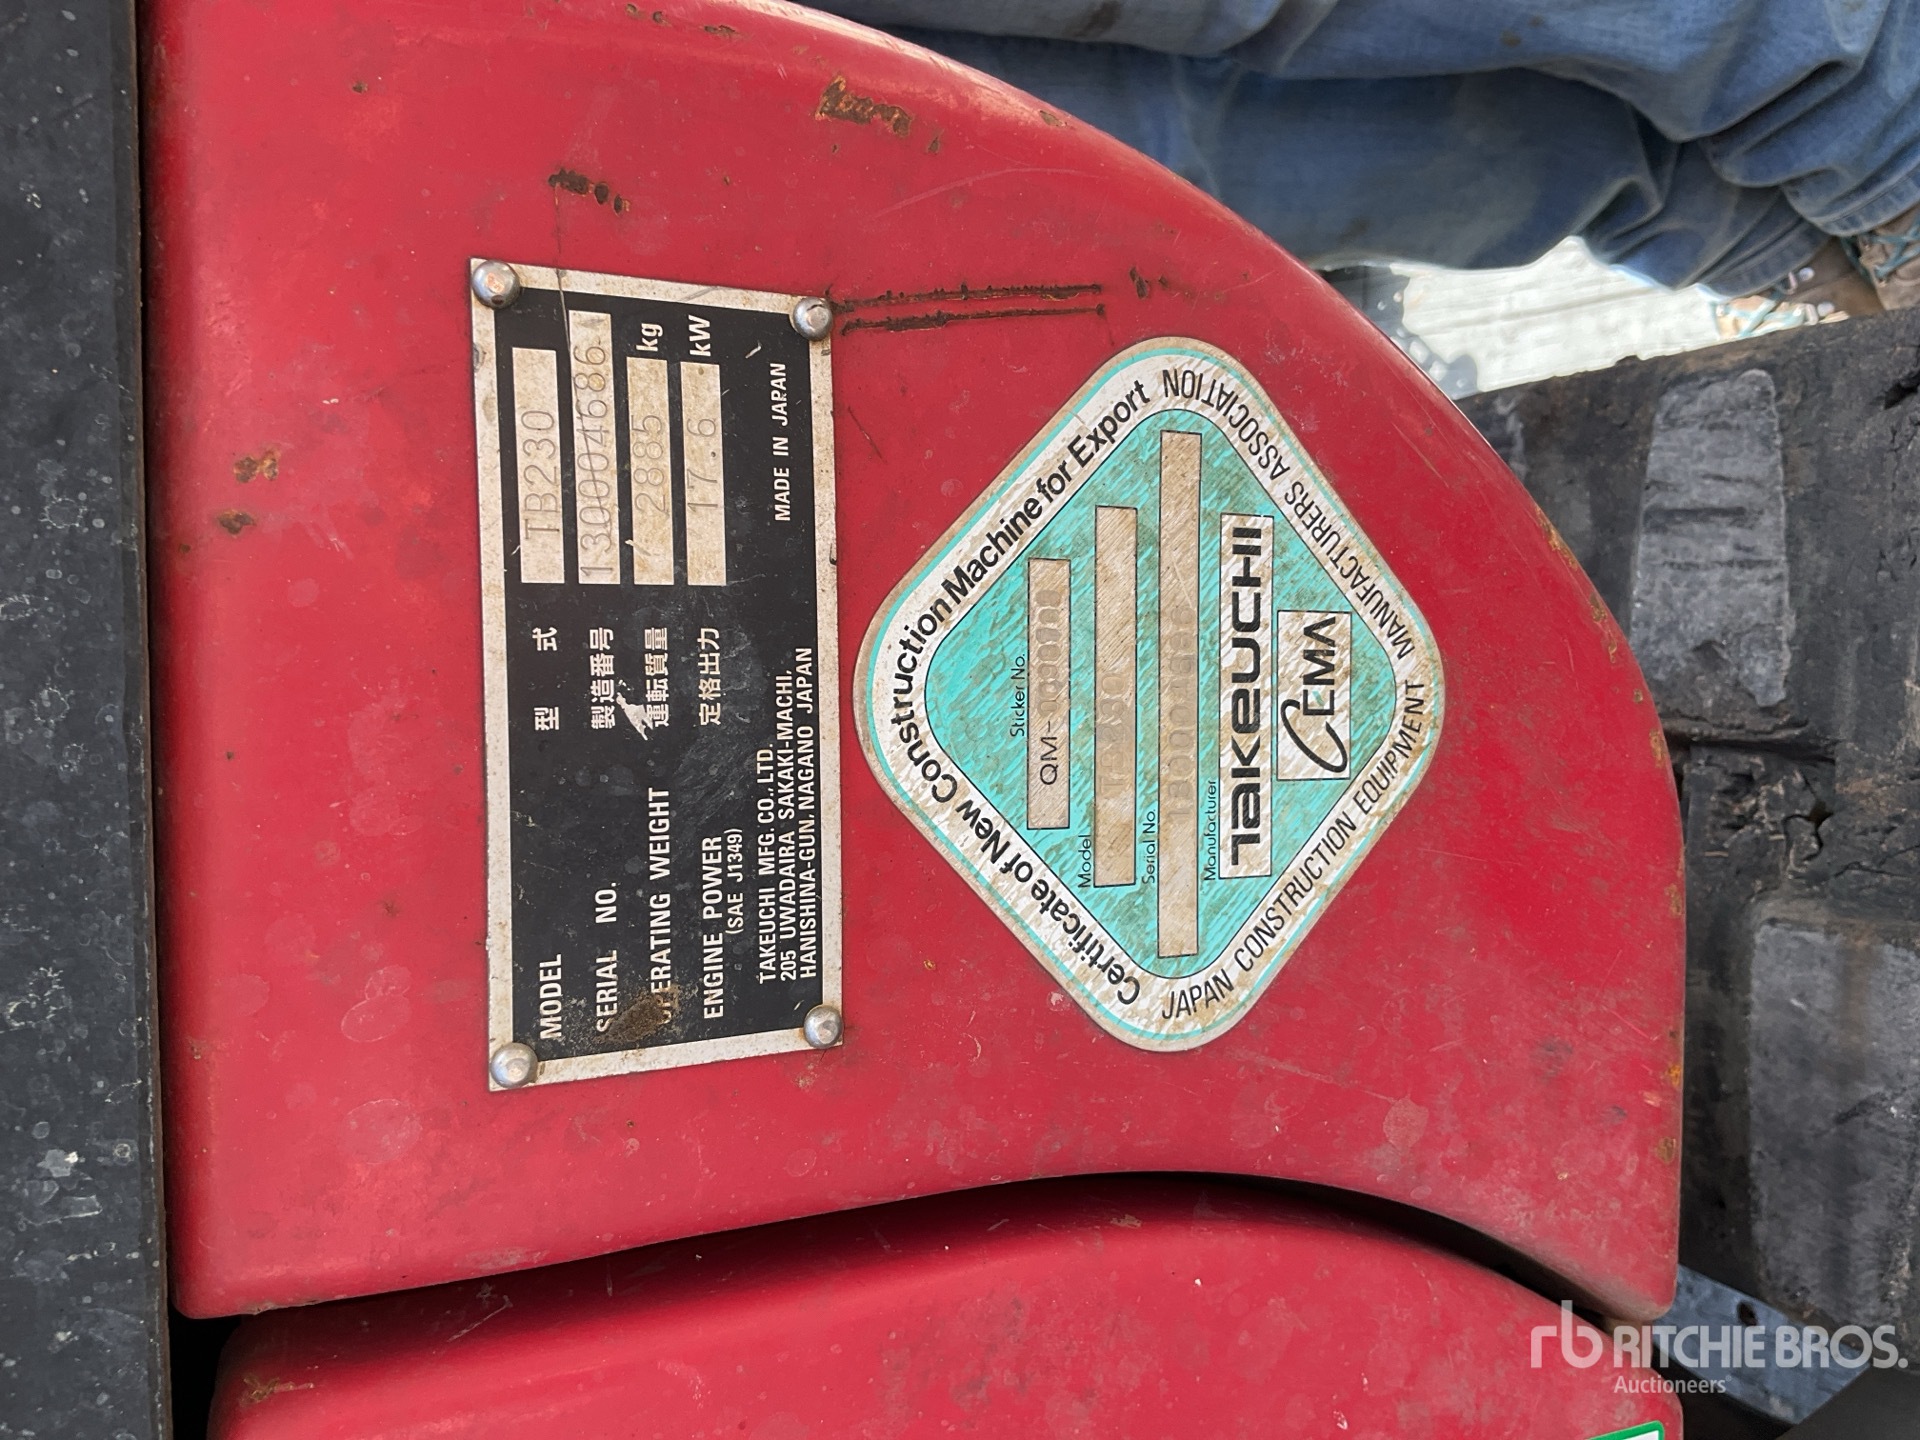 MODEL 型 式 TB230
SERIAL NO. 製造番号 130004686
OPERATING WEIGHT 運転質量 2885 kg
ENGINE POWER 定格出力 17.6 kW
(SAE J1349)
TAKEUCHI MFG. CO., LTD.
205 UWADAIRA SAKAKI-MACHI,
HANISHINA-GUN, NAGANO JAPAN
MADE IN JAPAN
Certificate of New Construction Machine for Export
Sticker No.
QM-
Model
TB230
Serial No.
130004686
Manufacturer
TAKEUCHI
CEMA
JAPAN CONSTRUCTION EQUIPMENT MANUFACTURERS ASSOCIATION
rb RITCHIE BROS.
Auctioneers